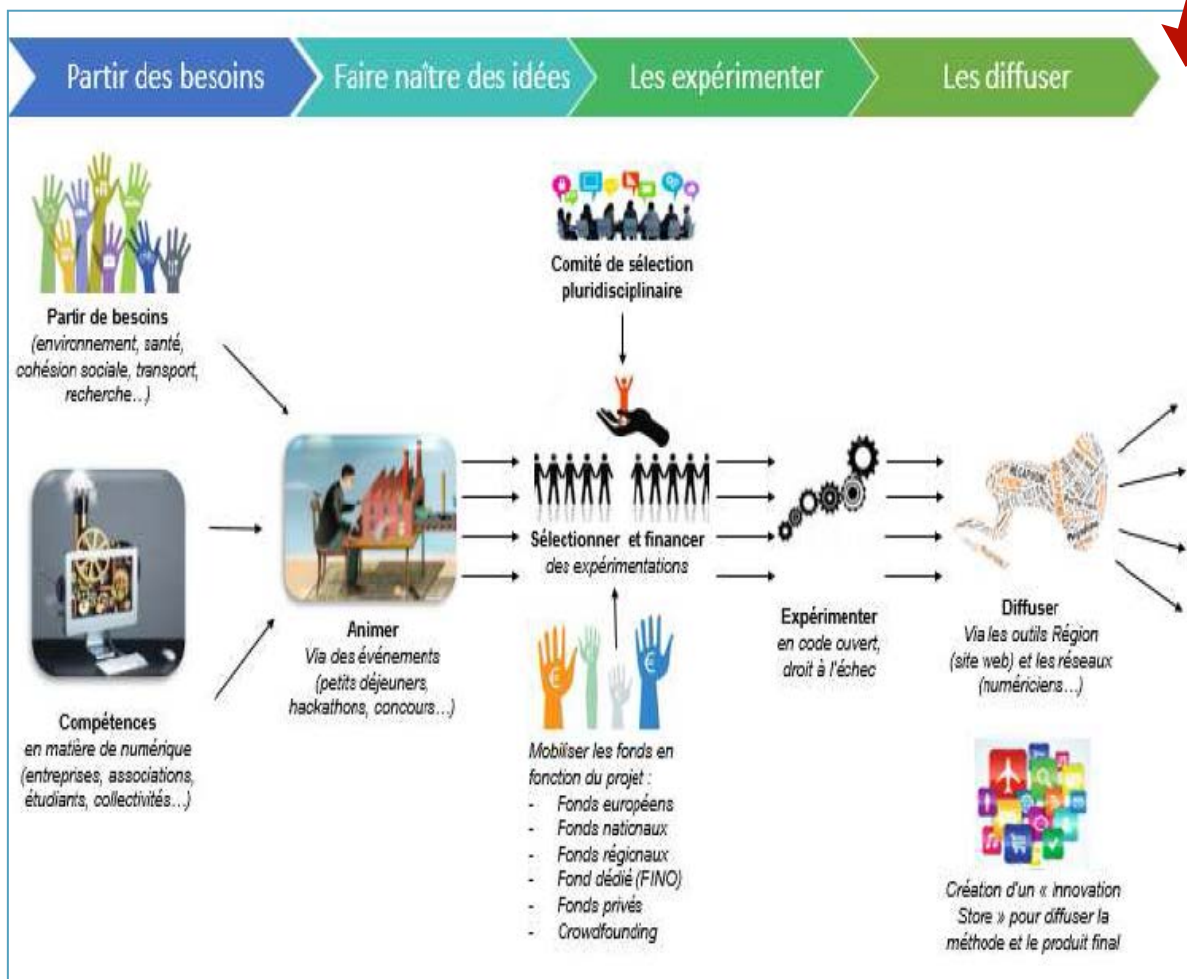 Partir des besoins
Faire naître des idées
Les expérimenter
Les diffuser
Partir de besoins
(environnement, santé,
cohésion sociale, transport,
recherche…)
Compétences
en matière de numérique
(entreprises, associations,
étudiants, collectivités…)
Animer
Via des événements
(petits déjeuners,
hackathons, concours…)
Comité de sélection
pluridisciplinaire
Sélectionner et financer
des expérimentations
Mobiliser les fonds en
fonction du projet :
- Fonds européens
- Fonds nationaux
- Fonds régionaux
- Fond dédié (FINO)
- Fonds privés
- Crowdfounding
Expérimenter
en code ouvert,
droit à l'échec
Diffuser
Via les outils Région
(site web) et les réseaux
(numériciens…)
Création d'un « Innovation
Store » pour diffuser la
méthode et le produit final